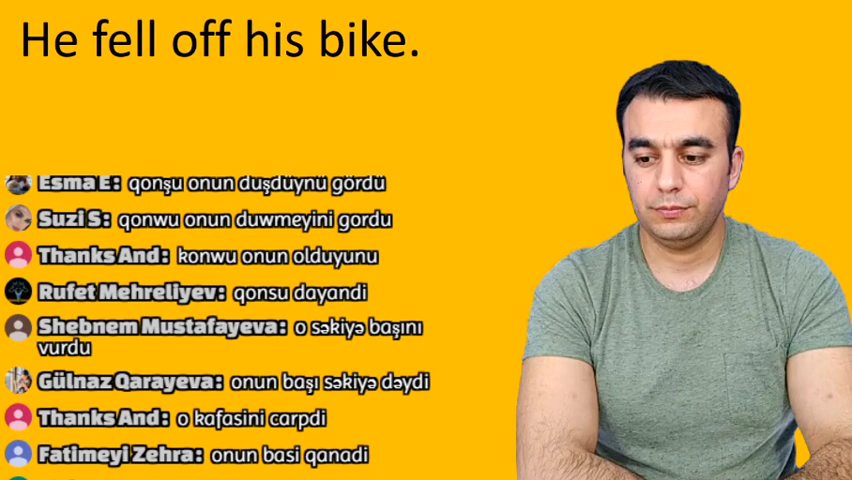 He fell off his bike.
Esma E: qonşu onun düşdüynü gördü
Suzi S: qonwu onun duwmeyini gordu
Thanks And: konwu onun olduyunu
Rufet Mehreliyev: qonsu dayandi
Shebnem Mustafayeva: o səkiyə başını
vurdu
Gülnaz Qarayeva: onun başı səkiyə dəydi
Thanks And: o kafasini carpdi
Fatimeyi Zehra: onun basi qanadi